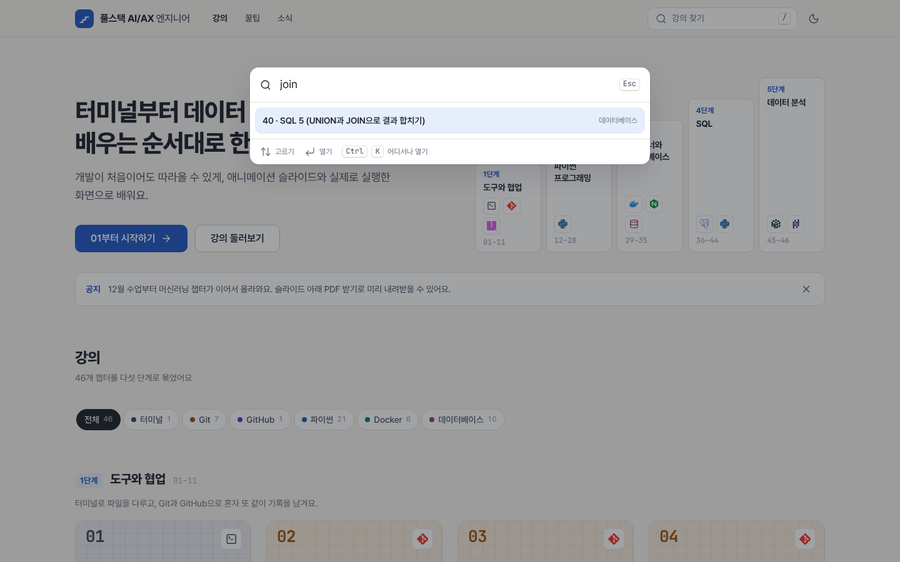 풀스택 AI/AX 엔지니어
강의
꿀팁
소식
강의 찾기
/
join
Esc
40 · SQL 5 (UNION과 JOIN으로 결과 합치기)
데이터베이스
고르기
열기
Ctrl
K
어디서나 열기
터미널부터 데이터
배우는 순서대로 한
개발이 처음이어도 따라올 수 있게, 애니메이션 슬라이드와 실제로 실행한
화면으로 배워요.
01부터 시작하기 →
강의 둘러보기
1단계
도구와 협업
01–11
프로그래밍
12–28
29–35
4단계
SQL
36–44
5단계
데이터 분석
45–46
공지
12월 수업부터 머신러닝 챕터가 이어서 올라와요. 슬라이드 아래 PDF 받기로 미리 내려받을 수 있어요.
강의
46개 챕터를 다섯 단계로 묶었어요
전체 46
터미널 1
Git 7
GitHub 1
파이썬 21
Docker 6
데이터베이스 10
1단계
도구와 협업
01–11
터미널로 파일을 다루고, Git과 GitHub으로 혼자 또 같이 기록을 남겨요.
01
02
03
04